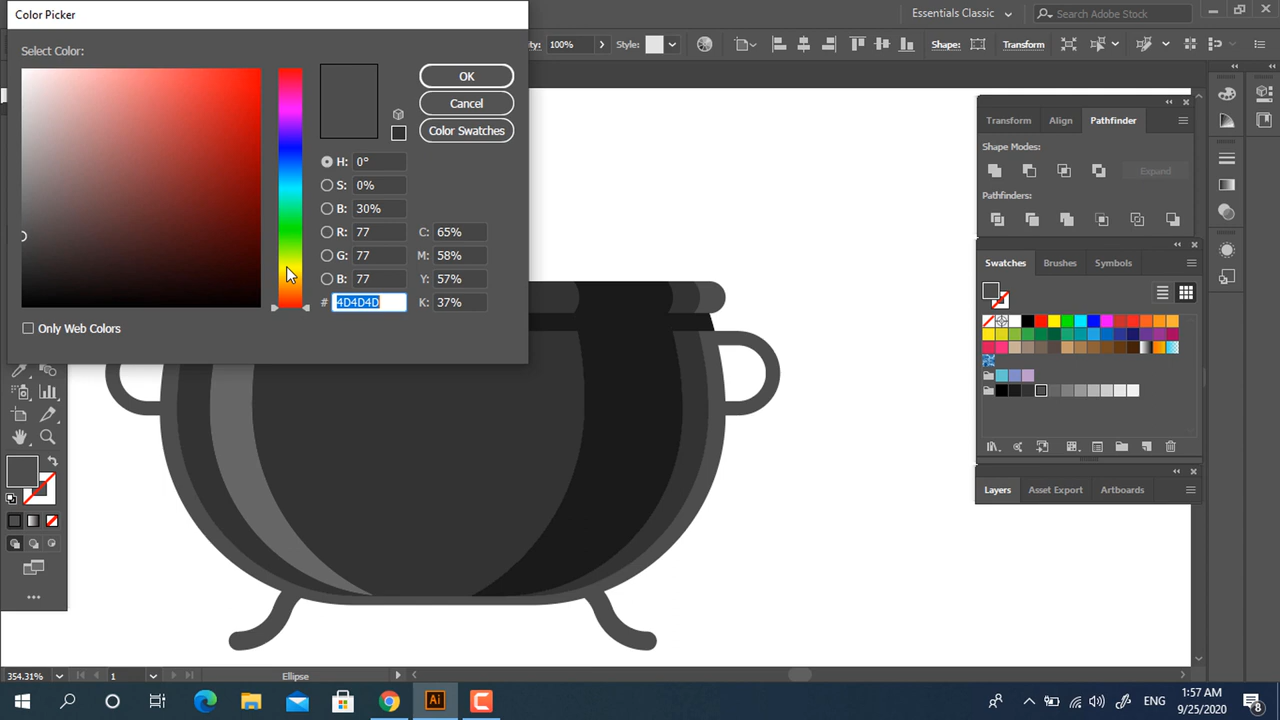 Color Picker
Essentials Classic
Search Adobe Stock
Select Color:
100%
Style:
Shape:
Transform
OK
Cancel
Color Swatches
H: 0°
S: 0%
B: 30%
R: 77
G: 77
B: 77
# 4D4D4D
C: 65%
M: 58%
Y: 57%
K: 37%
Only Web Colors
Transform
Align
Pathfinder
Shape Modes:
Expand
Pathfinders:
Swatches
Brushes
Symbols
Layers
Asset Export
Artboards
354.31%
1
Ellipse
Ai
ENG
1:57 AM
9/25/2020
8